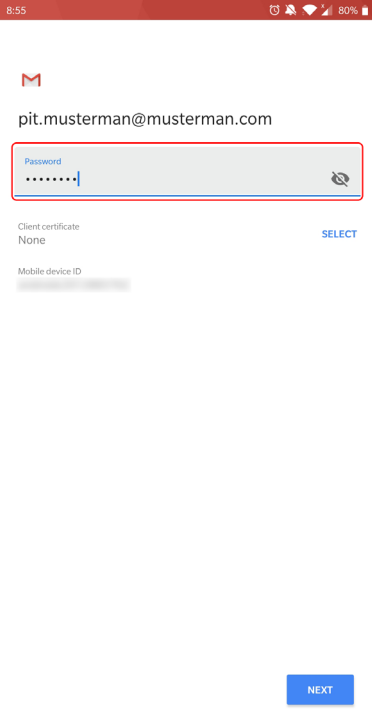 8:55
80%
pit.musterman@musterman.com
Password
Client certificate
None
SELECT
Mobile device ID
NEXT